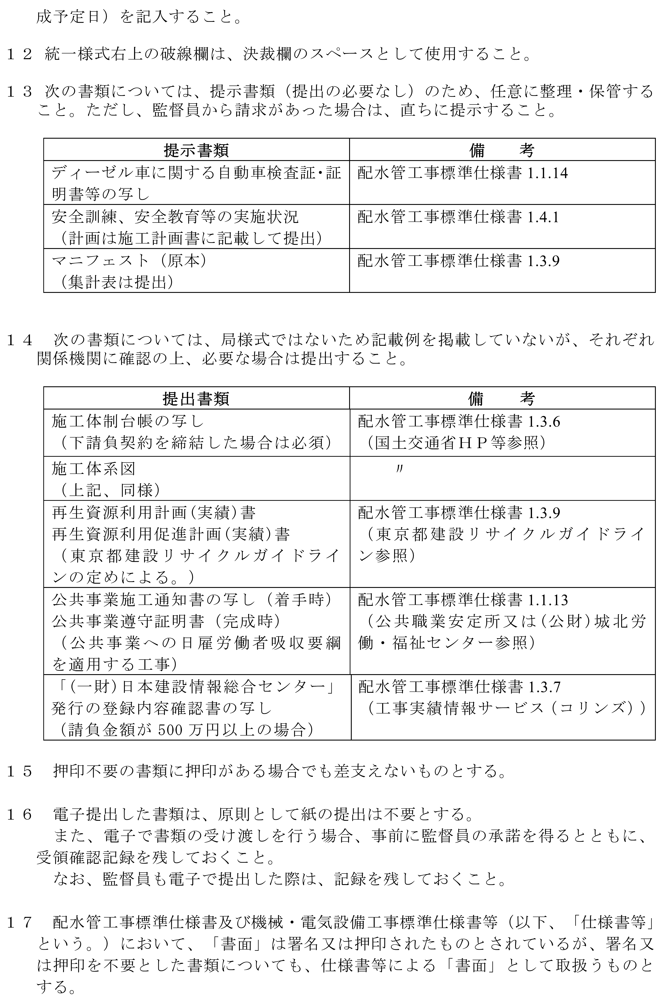 成予定日）を記入すること。
１２ 統一様式右上の破線欄は、決裁欄のスペースとして使用すること。
１３ 次の書類については、提示書類（提出の必要なし）のため、任意に整理・保管する
こと。ただし、監督員から請求があった場合は、直ちに提示すること。
提示書類
備　　考
ディーゼル車に関する自動車検査証･証
明書等の写し
配水管工事標準仕様書 1.1.14
安全訓練、安全教育等の実施状況
（計画は施工計画書に記載して提出）
配水管工事標準仕様書 1.4.1
マニフェスト（原本）
（集計表は提出）
配水管工事標準仕様書 1.3.9
１４　次の書類については、局様式ではないため記載例を掲載していないが、それぞれ
関係機関に確認の上、必要な場合は提出すること。
提出書類
備　　考
施工体制台帳の写し
（下請負契約を締結した場合は必須）
配水管工事標準仕様書 1.3.6
（国土交通省ＨＰ等参照）
施工体系図
（上記、同様）
〃
再生資源利用計画(実績)書
再生資源利用促進計画(実績)書
（東京都建設リサイクルガイドライ
ンの定めによる。）
配水管工事標準仕様書 1.3.9
（東京都建設リサイクルガイドライ
ン参照）
公共事業施工通知書の写し（着手時）
公共事業遵守証明書（完成時）
（公共事業への日雇労働者吸収要綱
を適用する工事）
配水管工事標準仕様書 1.1.13
（公共職業安定所又は(公財)城北労
働・福祉センター参照）
「(一財)日本建設情報総合センター」
発行の登録内容確認書の写し
（請負金額が 500 万円以上の場合）
配水管工事標準仕様書 1.3.7
（工事実績情報サービス（コリンズ））
１５　押印不要の書類に押印がある場合でも差支えないものとする。
１６　電子提出した書類は、原則として紙の提出は不要とする。
また、電子で書類の受け渡しを行う場合、事前に監督員の承諾を得るとともに、
受領確認記録を残しておくこと。
なお、監督員も電子で提出した際は、記録を残しておくこと。
１７　配水管工事標準仕様書及び機械・電気設備工事標準仕様書等（以下、「仕様書等」
という。）において、「書面」は署名又は押印されたものとされているが、署名又
は押印を不要とした書類についても、仕様書等による「書面」として取扱うものと
する。